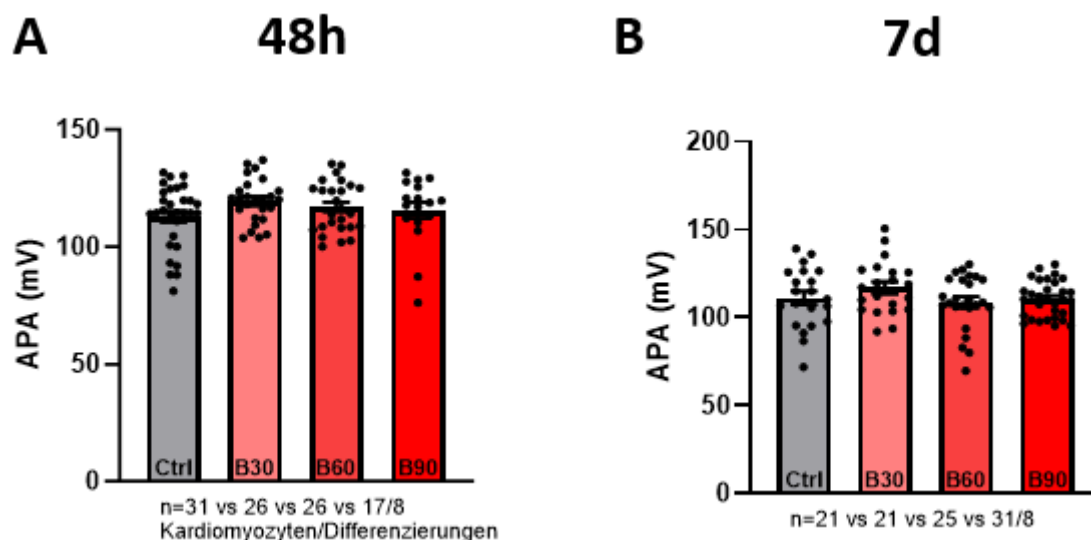 A 48h
B 7d
150
100
50
0
APA (mV)
Ctrl B30 B60 B90
n=31 vs 26 vs 26 vs 17/8
Kardiomyozyten/Differenzierungen
200
150
100
50
0
APA (mV)
Ctrl B30 B60 B90
n=21 vs 21 vs 25 vs 31/8